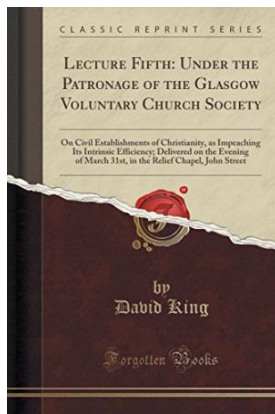 CLASSIC REPRINT SERIES
LECTURE FIFTH: UNDER THE
PATRONAGE OF THE GLASGOW
VOLUNTARY CHURCH SOCIETY
On Civil Establishments of Christianity, as Impeaching
Its Intrinsic Efficiency; Delivered on the Evening
of March 31st, in the Relief Chapel, John Street
by
David King
Forgotten Books